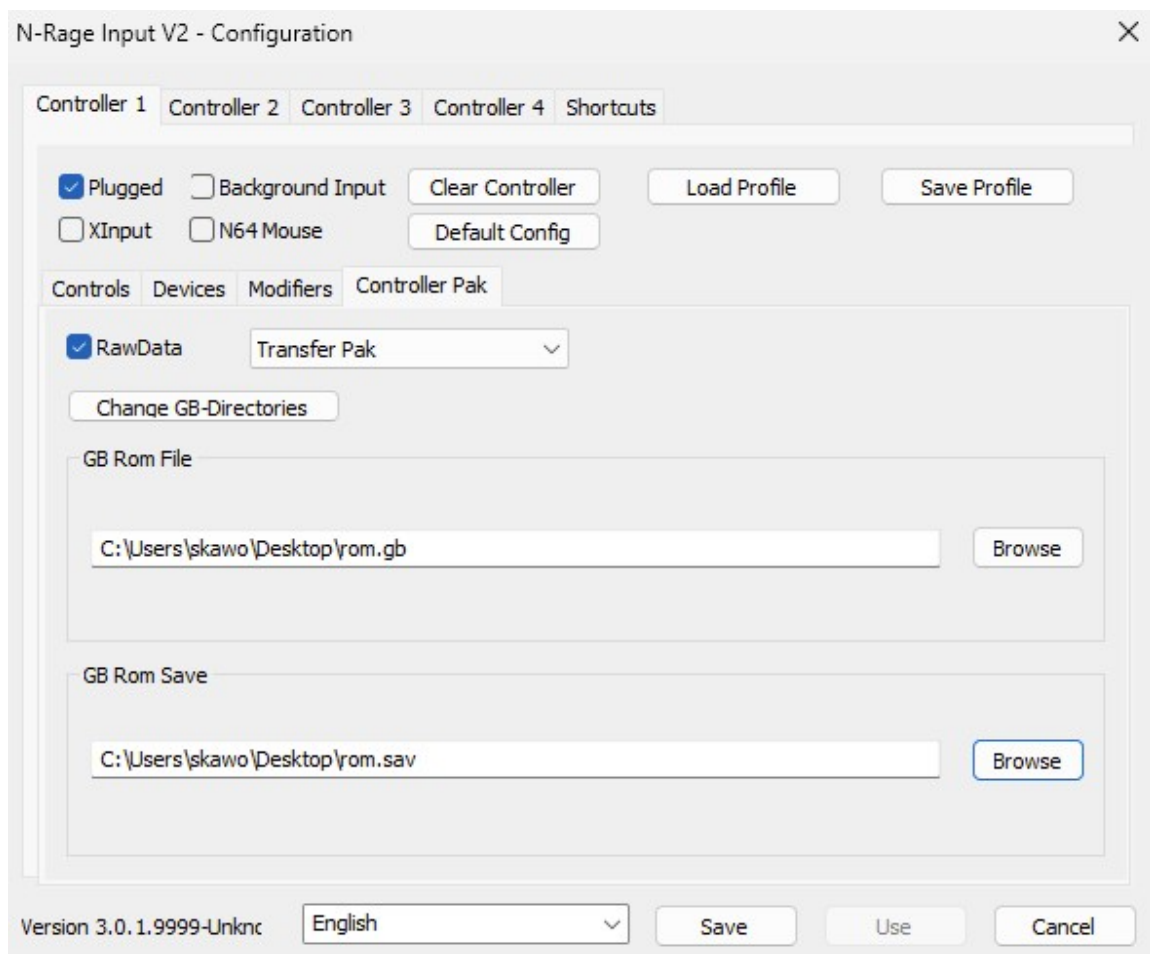 N-Rage Input V2 - Configuration
Controller 1 Controller 2 Controller 3 Controller 4 Shortcuts
Plugged Background Input Clear Controller Load Profile Save Profile
XInput N64 Mouse Default Config
Controls Devices Modifiers Controller Pak
RawData Transfer Pak
Change GB-Directories
GB Rom File
C:\Users\skawo\Desktop\rom.gb Browse
GB Rom Save
C:\Users\skawo\Desktop\rom.sav Browse
Version 3.0.1.9999-Unknc English Save Use Cancel